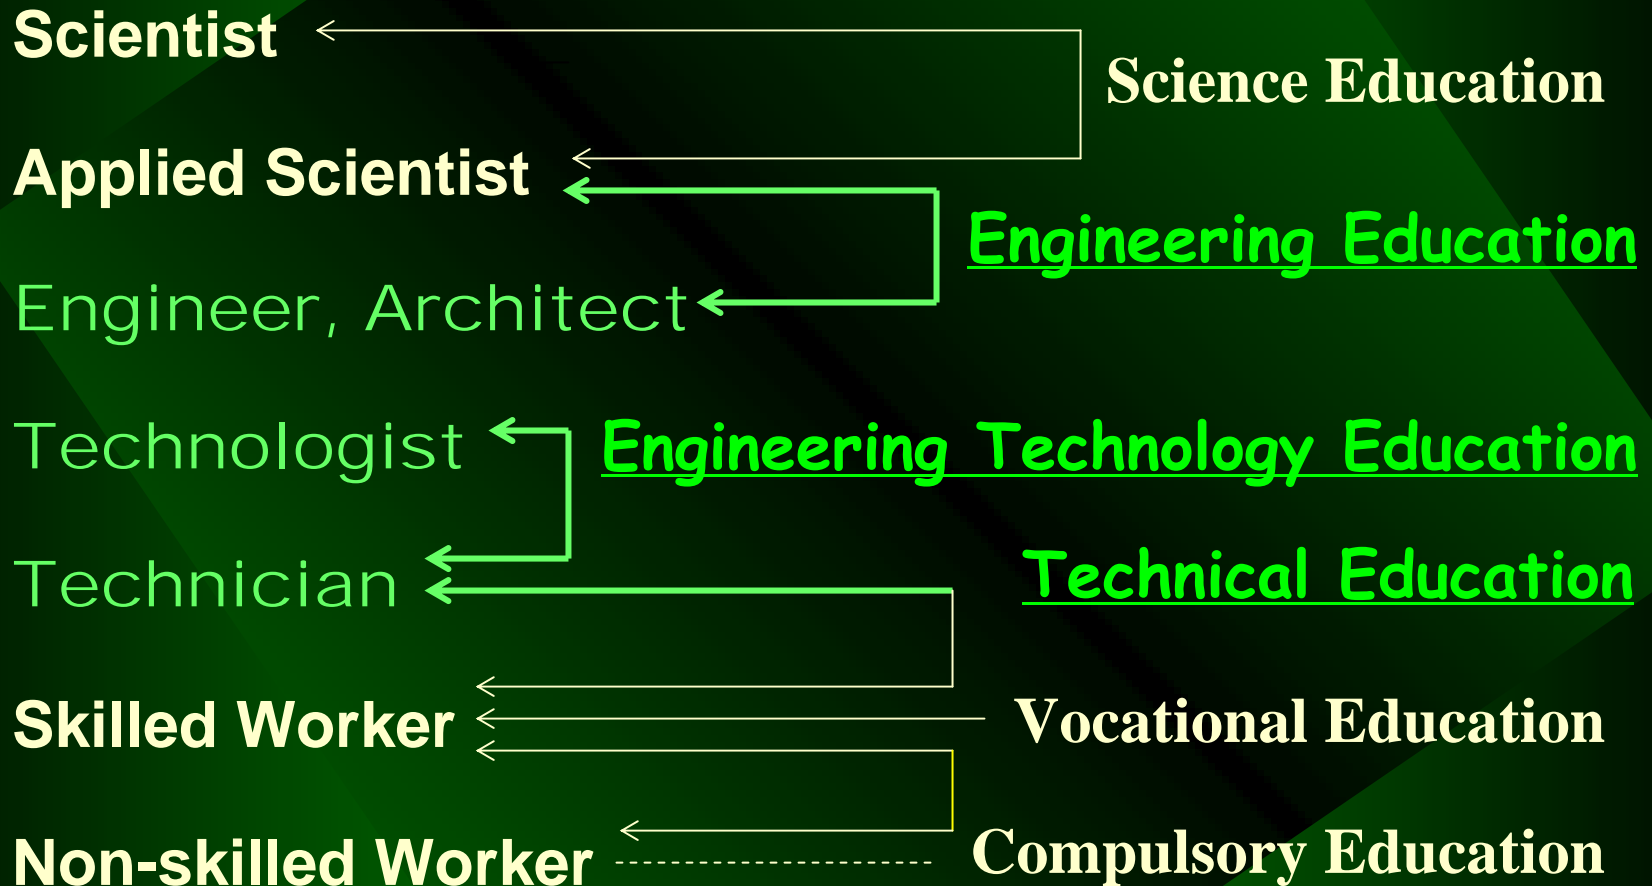 Scientist
Science Education
Applied Scientist
Engineering Education
Engineer, Architect
Technologist
Engineering Technology Education
Technician
Technical Education
Skilled Worker
Vocational Education
Non-skilled Worker
Compulsory Education